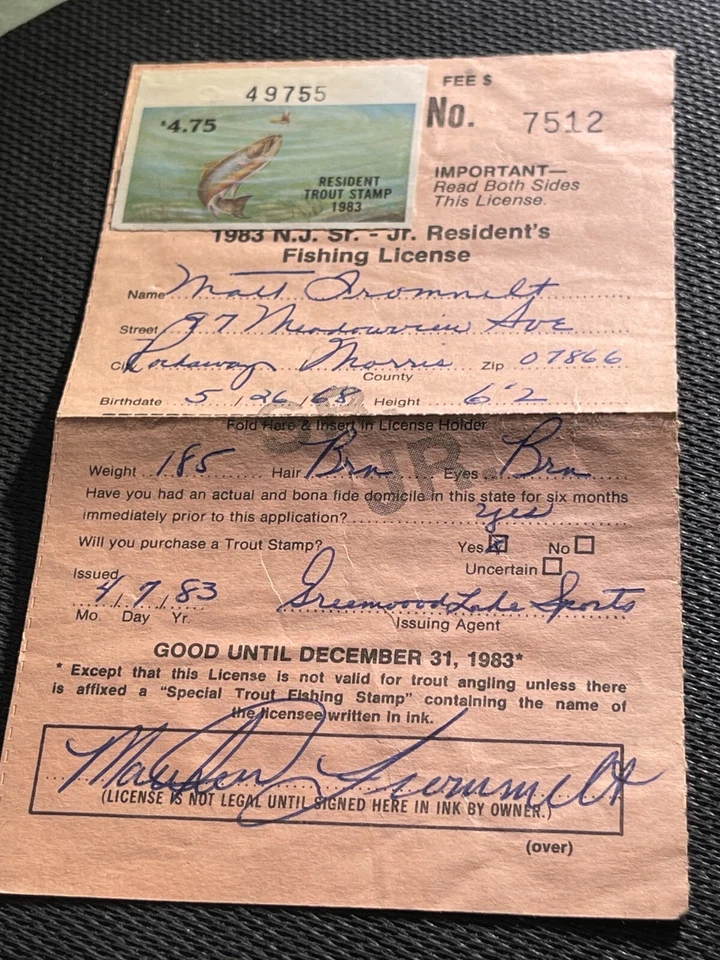 49755
$4.75
RESIDENT
TROUT STAMP
1983
FEE $
No. 7512
IMPORTANT—
Read Both Sides
This License.
1983 N.J. Sr. - Jr. Resident's
Fishing License
Name Matt Frommelt
Street 97 Meadowview Ave
City Rockaway Morris Zip 07866
County
Birthdate 5/26/68 Height 6'2
SR.
Fold Here & Insert In License Holder
JR.
Weight 185 Hair Brn Eyes Brn
Have you had an actual and bona fide domicile in this state for six months
immediately prior to this application? yes
Will you purchase a Trout Stamp? Yes No
Uncertain
Issued
4/7/83 Greenwood Lake Sports
Mo. Day Yr. Issuing Agent
GOOD UNTIL DECEMBER 31, 1983*
* Except that this License is not valid for trout angling unless there
is affixed a "Special Trout Fishing Stamp" containing the name of
the licensee written in ink.
Frommelt
(LICENSE IS NOT LEGAL UNTIL SIGNED HERE IN INK BY OWNER.)
(over)